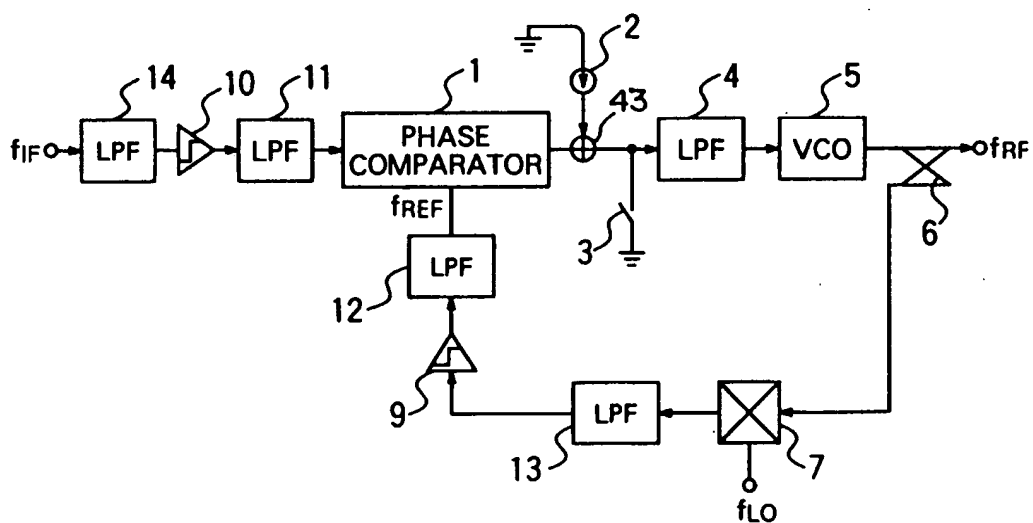 2
14
10
11
1
43
4
5
fIF
LPF
LPF
PHASE
COMPARATOR
LPF
VCO
fRF
fREF
3
6
LPF
12
9
LPF
13
7
fLO